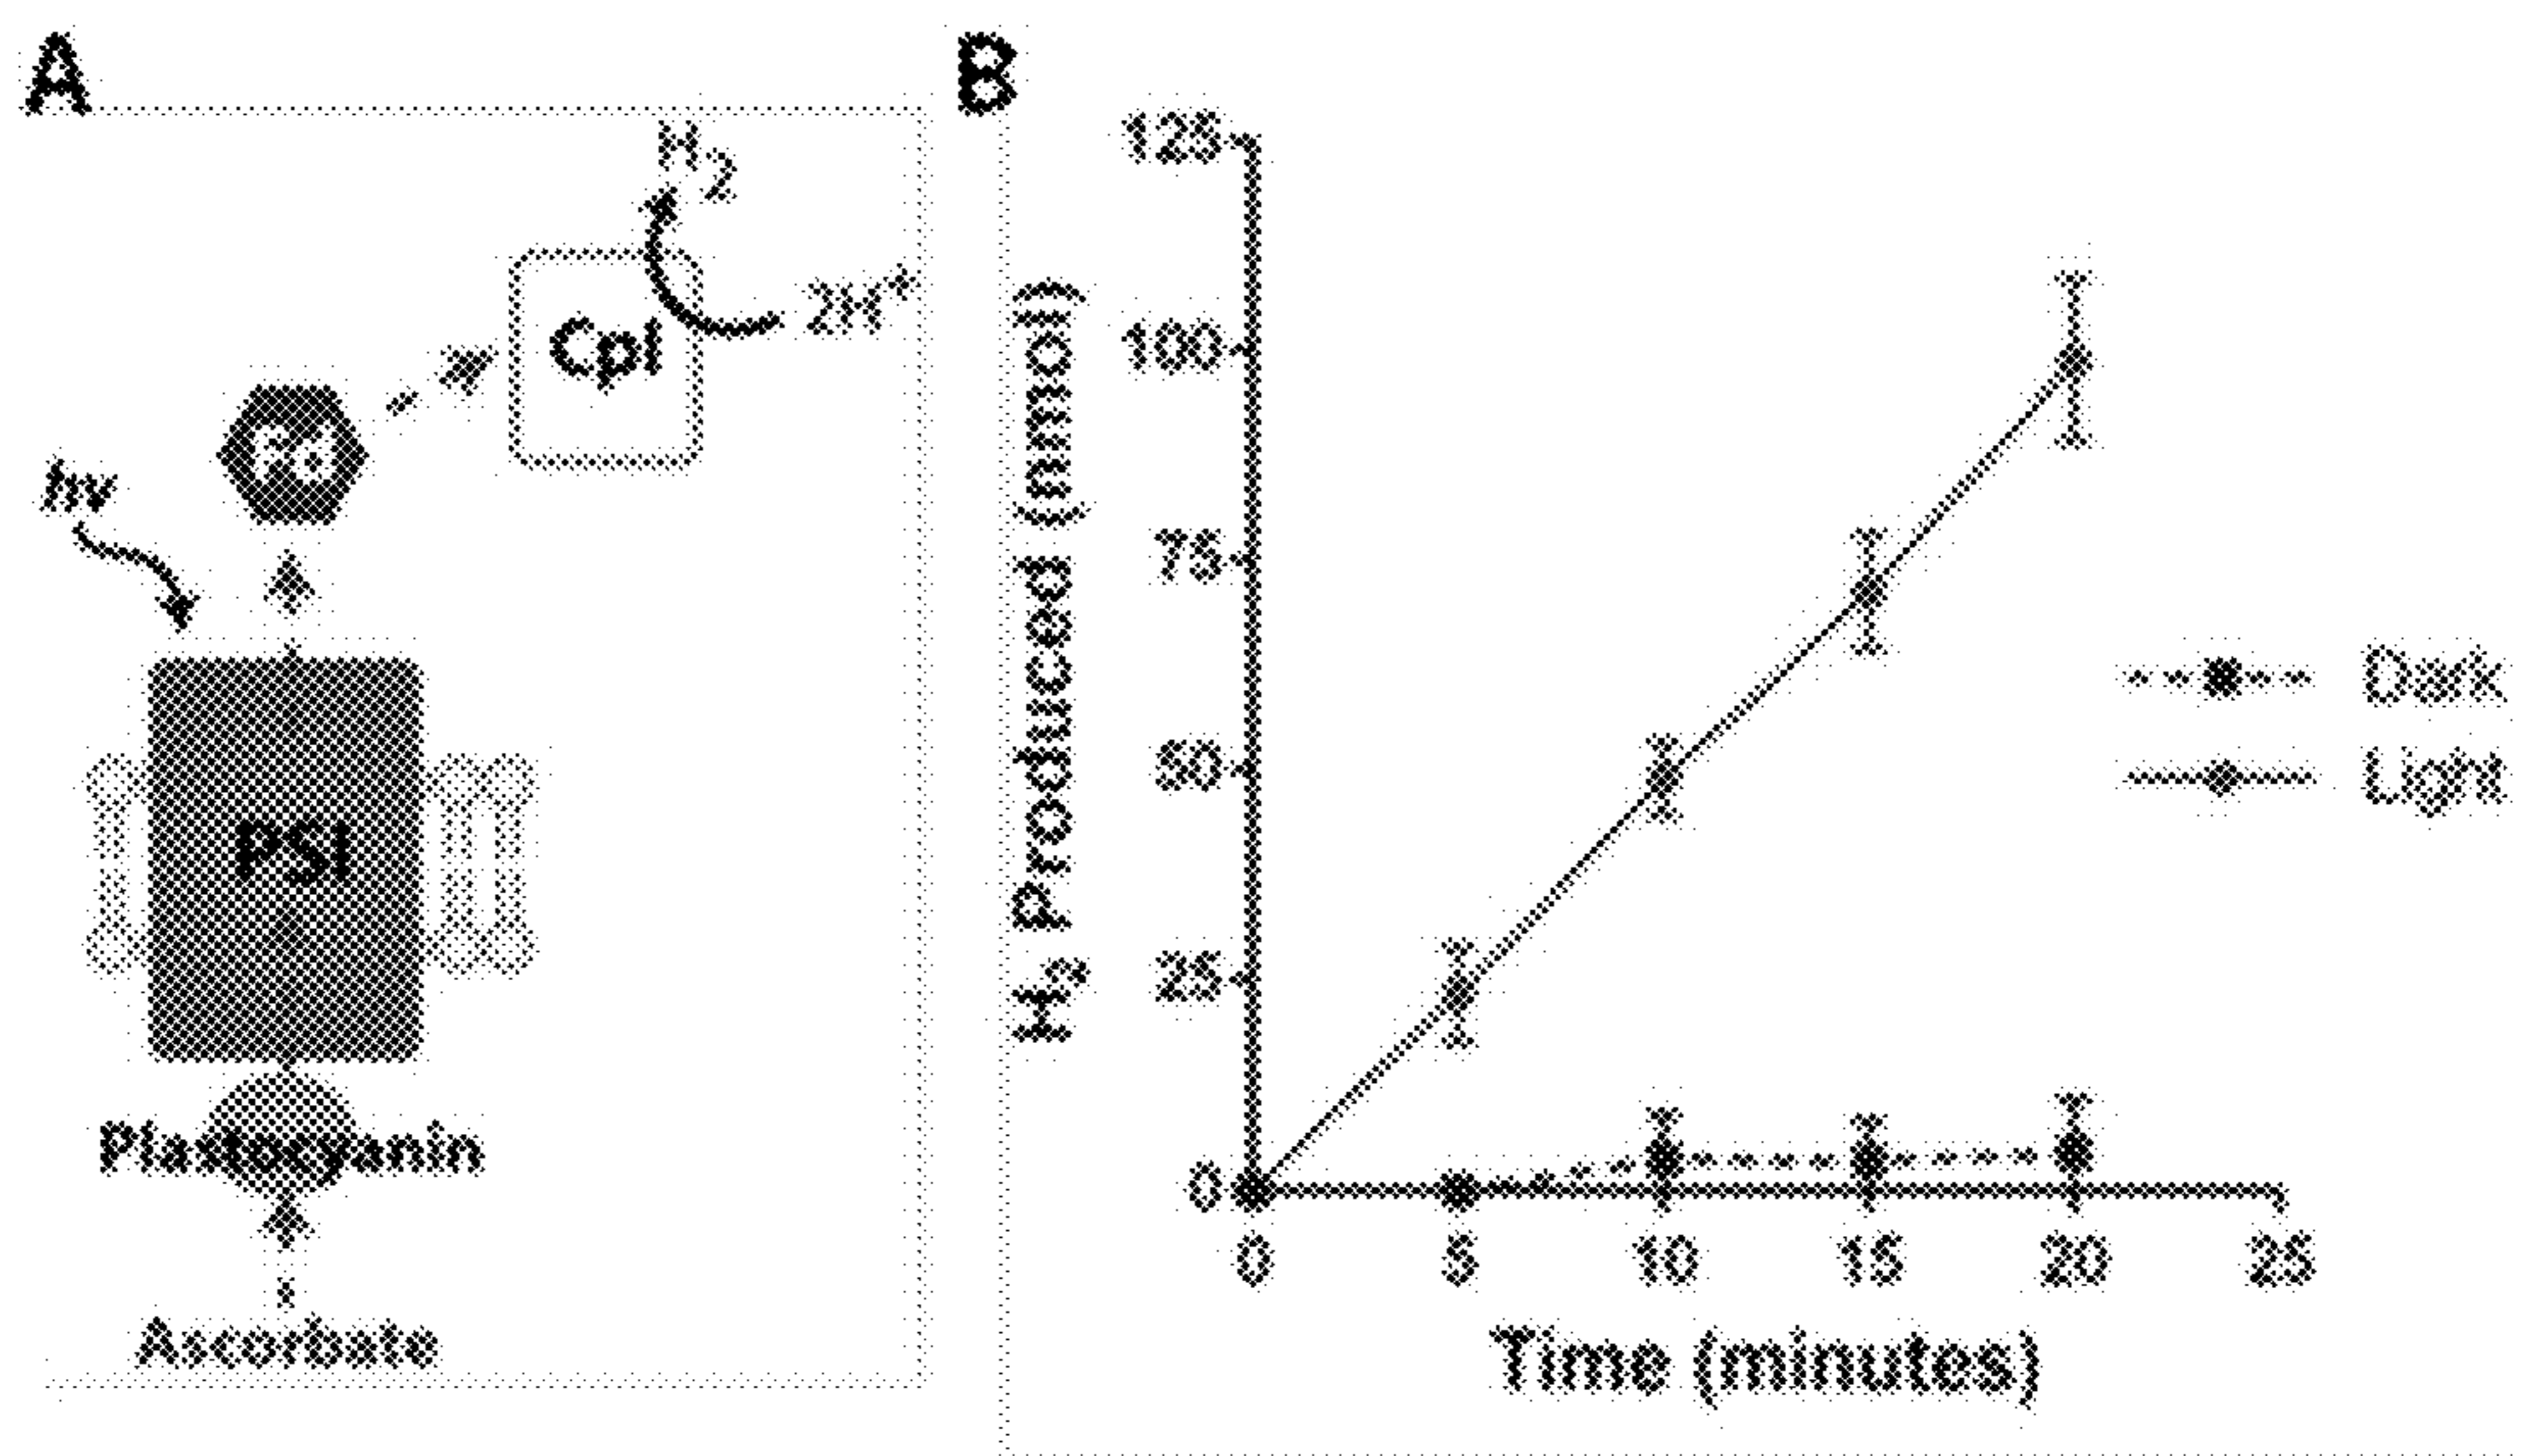 A
H2
2H+
CpI
Fd
hv
PSI
Plastocyanin
Ascorbate
B
H2 Produced (nmol)
125
100
75
50
25
0
0 5 10 15 20 25
Time (minutes)
Dark
Light